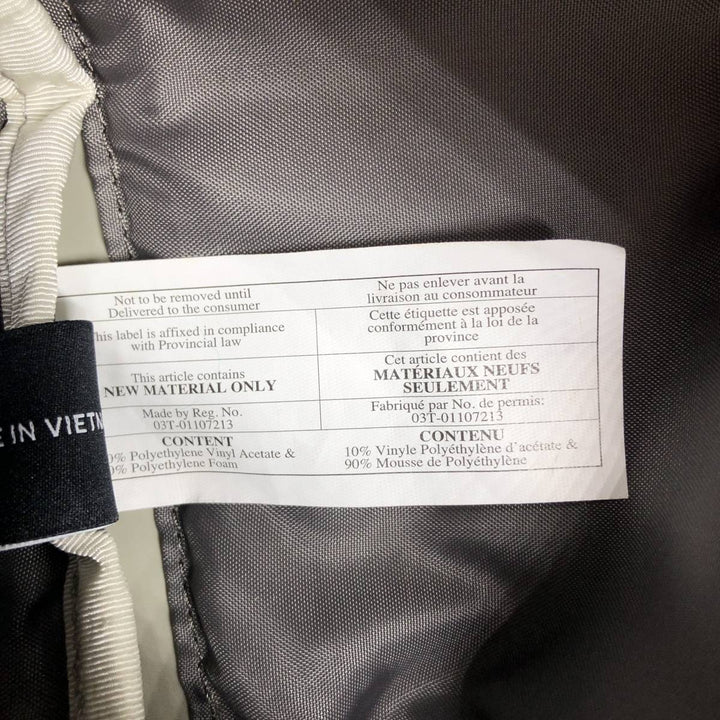 Not to be removed until
Delivered to the consumer
Ne pas enlever avant la
livraison au consommateur
This label is affixed in compliance
with Provincial law
Cette étiquette est apposée
conformément à la loi de la
province
This article contains
NEW MATERIAL ONLY
Cet article contient des
MATÉRIAUX NEUFS
SEULEMENT
Made by Reg. No.
03T-01107213
Fabriqué par No. de permis:
03T-01107213
CONTENT
Polyethylene Vinyl Acetate &
Polyethylene Foam
CONTENU
10% Vinyle Polyéthylène d'acétate &
90% Mousse de Polyéthylène
E IN VIETN